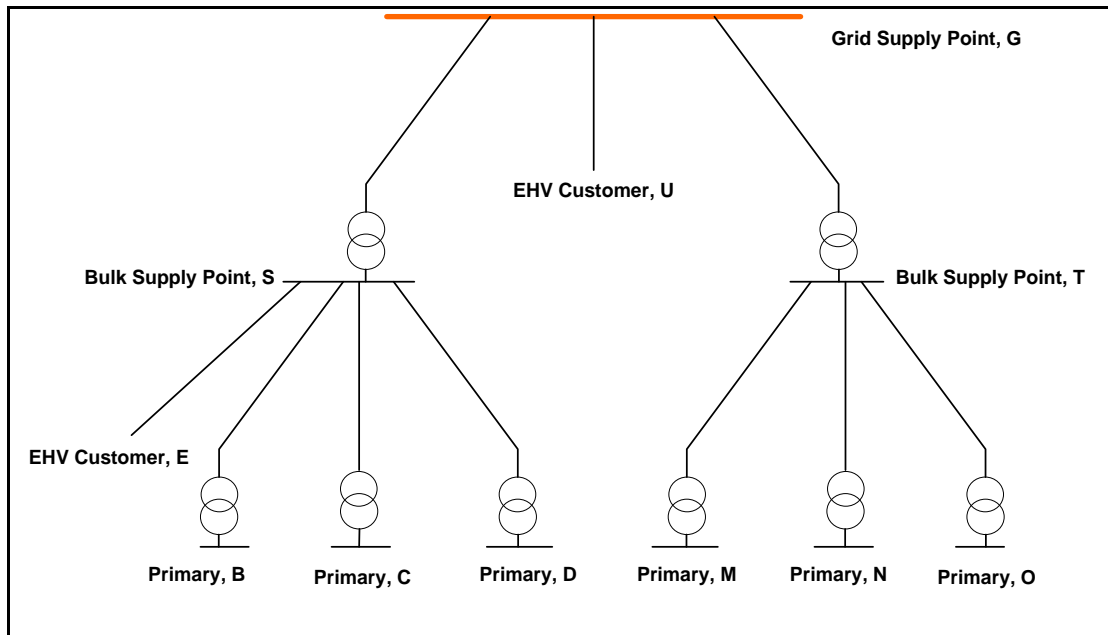 Grid Supply Point, G
EHV Customer, U
Bulk Supply Point, S
Bulk Supply Point, T
EHV Customer, E
Primary, B
Primary, C
Primary, D
Primary, M
Primary, N
Primary, O